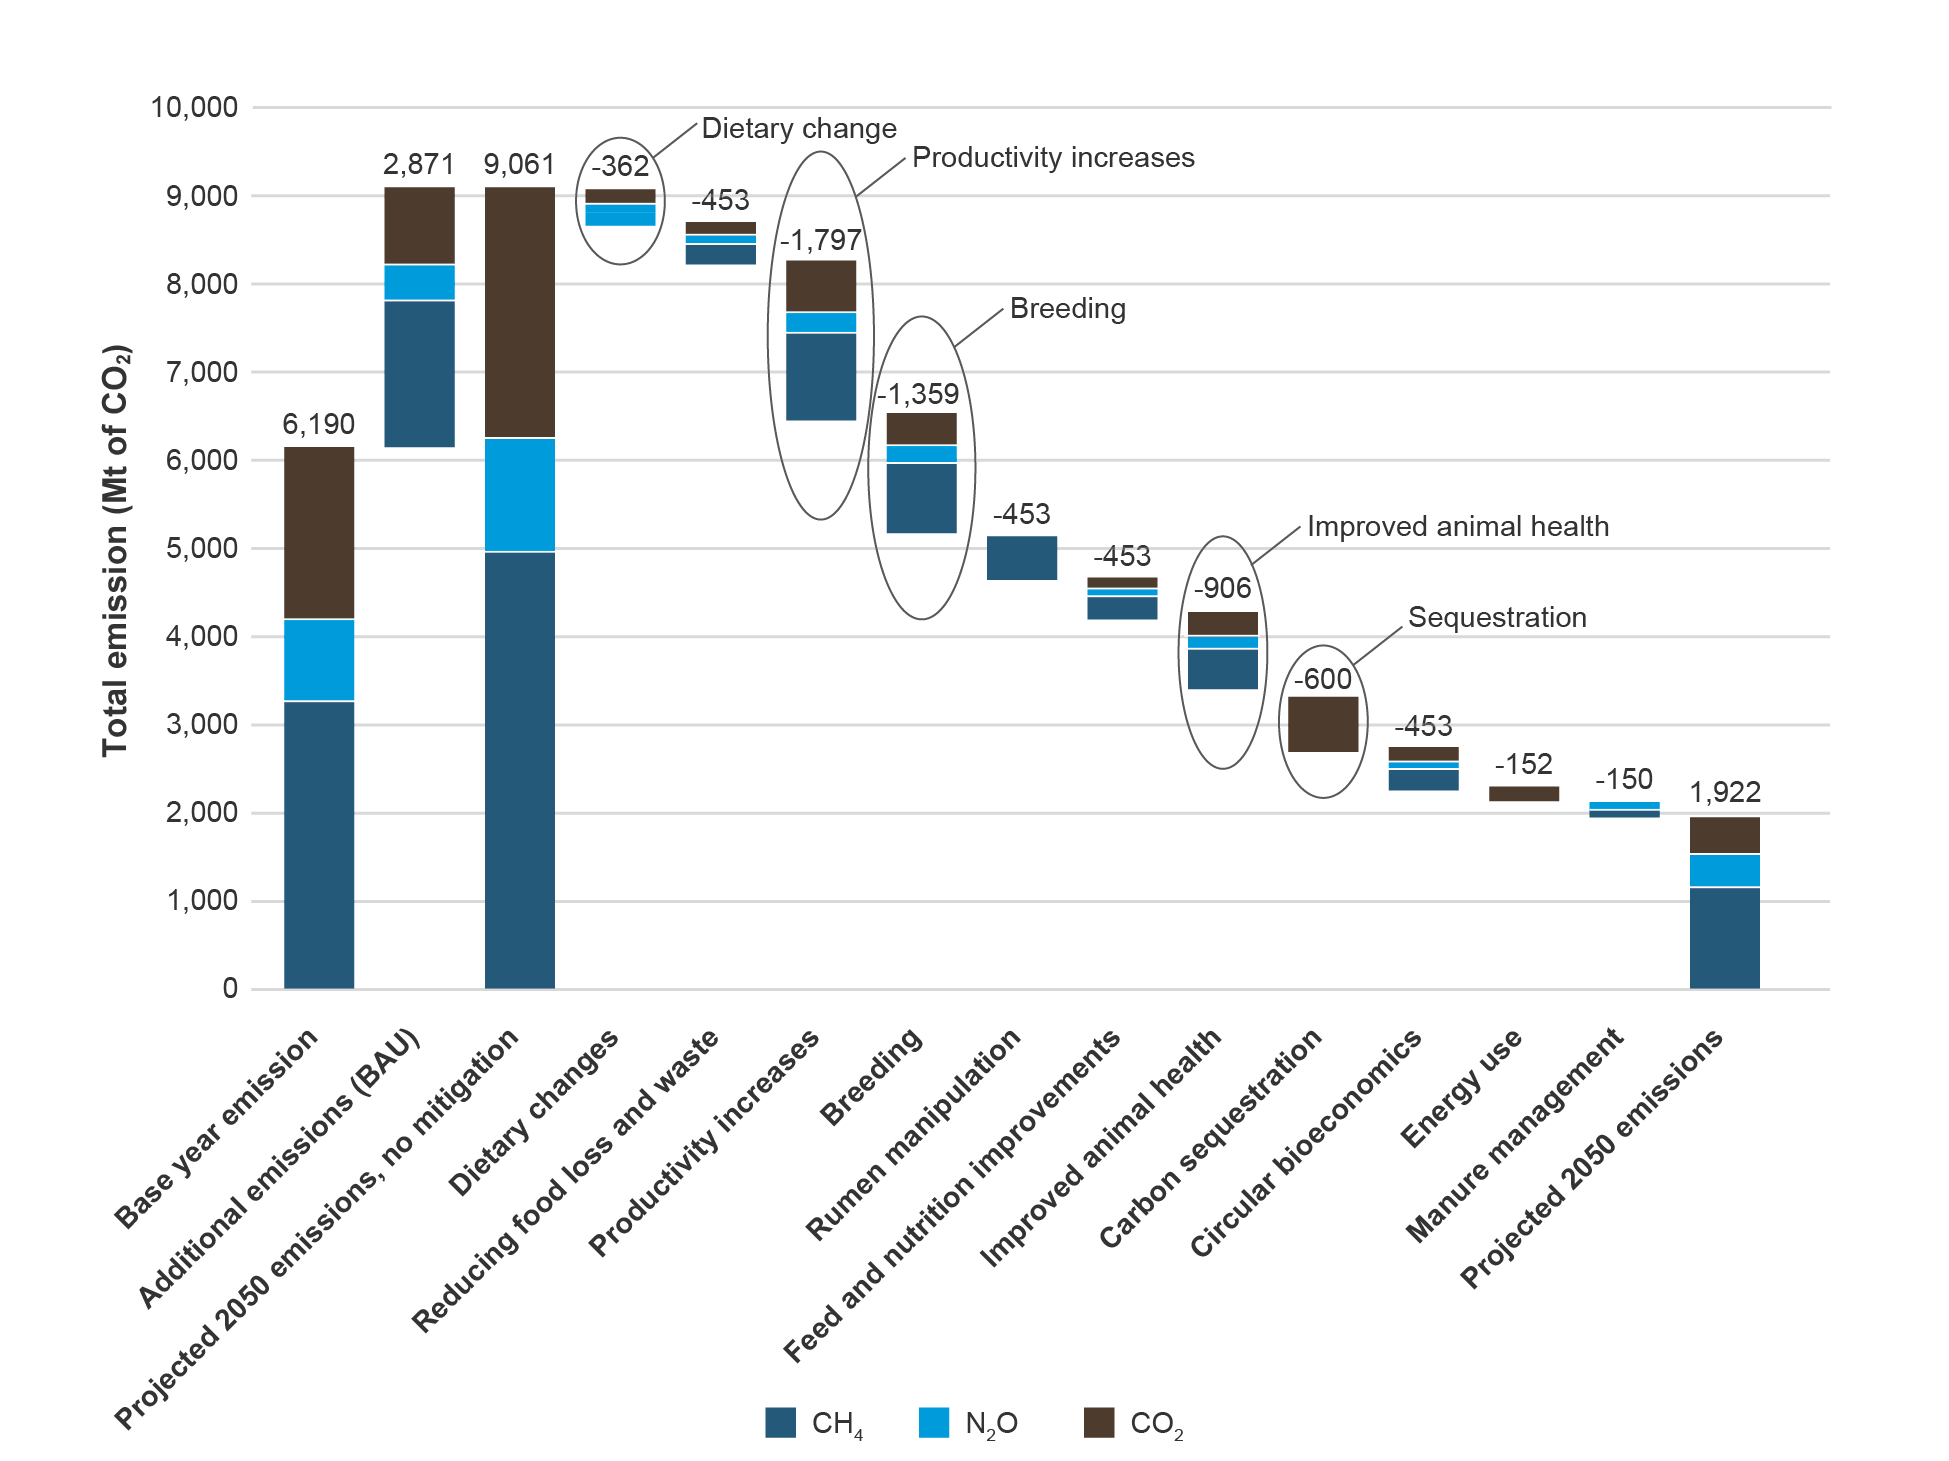 10,000
9,000
8,000
7,000
6,000
5,000
4,000
3,000
2,000
1,000
0
Total emission (Mt of CO₂)
6,190
2,871
9,061
-362
-453
-1,797
-1,359
-453
-453
-906
-600
-453
-152
-150
1,922
Dietary change
Productivity increases
Breeding
Improved animal health
Sequestration
Base year emission
Additional emissions (BAU)
Projected 2050 emissions, no mitigation
Dietary changes
Reducing food loss and waste
Productivity increases
Breeding
Rumen manipulation
Feed and nutrition improvements
Improved animal health
Carbon sequestration
Circular bioeconomics
Energy use
Manure management
Projected 2050 emissions
CH₄
N₂O
CO₂